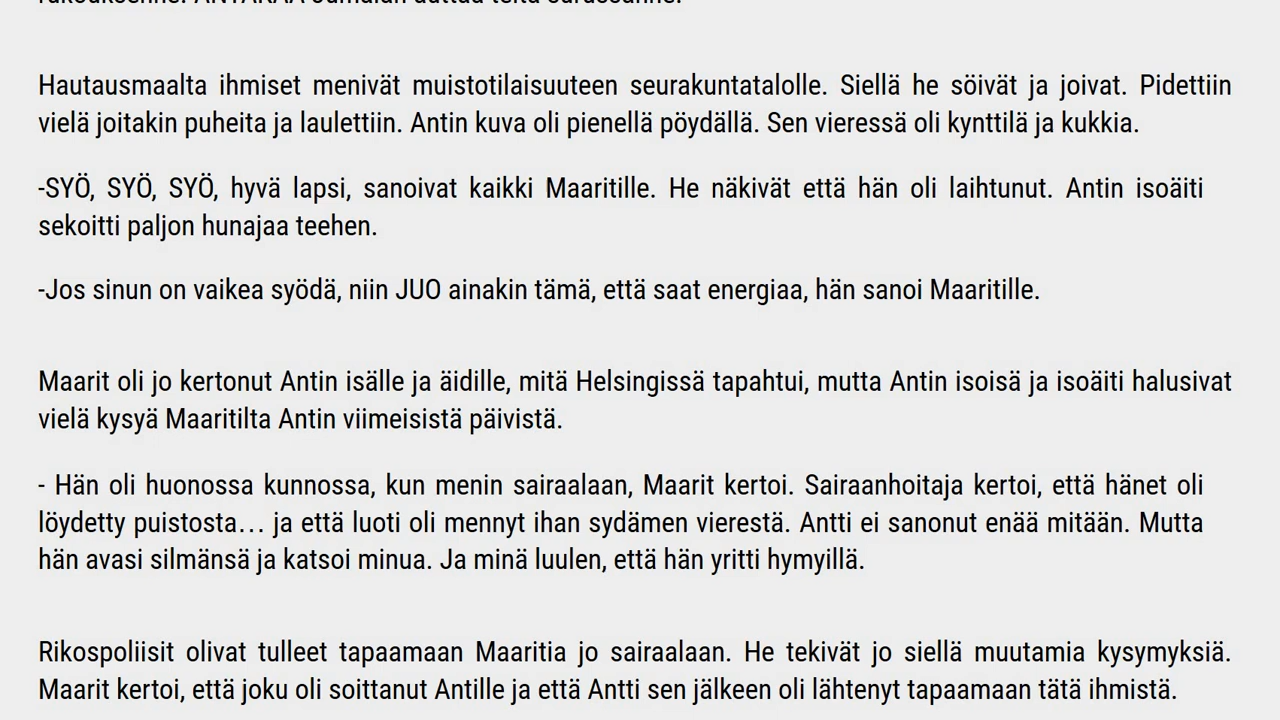 Hautausmaalta ihmiset menivät muistotilaisuuteen seurakuntatalolle. Siellä he söivät ja joivat. Pidettiin
vielä joitakin puheita ja laulettiin. Antin kuva oli pienellä pöydällä. Sen vieressä oli kynttilä ja kukkia.
-SYÖ, SYÖ, SYÖ, hyvä lapsi, sanoivat kaikki Maaritille. He näkivät että hän oli laihtunut. Antin isoäiti
sekoitti paljon hunajaa teehen.
-Jos sinun on vaikea syödä, niin JUO ainakin tämä, että saat energiaa, hän sanoi Maaritille.
Maarit oli jo kertonut Antin isälle ja äidille, mitä Helsingissä tapahtui, mutta Antin isoisä ja isoäiti halusivat
vielä kysyä Maaritilta Antin viimeisistä päivistä.
- Hän oli huonossa kunnossa, kun menin sairaalaan, Maarit kertoi. Sairaanhoitaja kertoi, että hänet oli
löydetty puistosta… ja että luoti oli mennyt ihan sydämen vierestä. Antti ei sanonut enää mitään. Mutta
hän avasi silmänsä ja katsoi minua. Ja minä luulen, että hän yritti hymyillä.
Rikospoliisit olivat tulleet tapaamaan Maaritia jo sairaalaan. He tekivät jo siellä muutamia kysymyksiä.
Maarit kertoi, että joku oli soittanut Antille ja että Antti sen jälkeen oli lähtenyt tapaamaan tätä ihmistä.